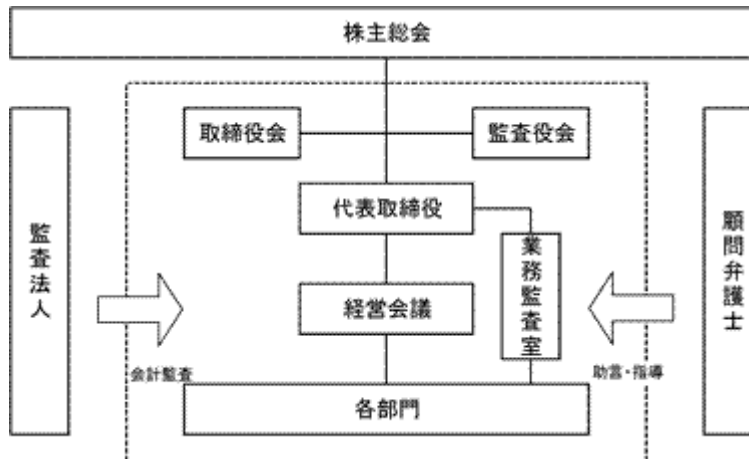 株主総会
取締役会
監査役会
代表取締役
監査法人
業務監査室
顧問弁護士
経営会議
会計監査
助言・指導
各部門